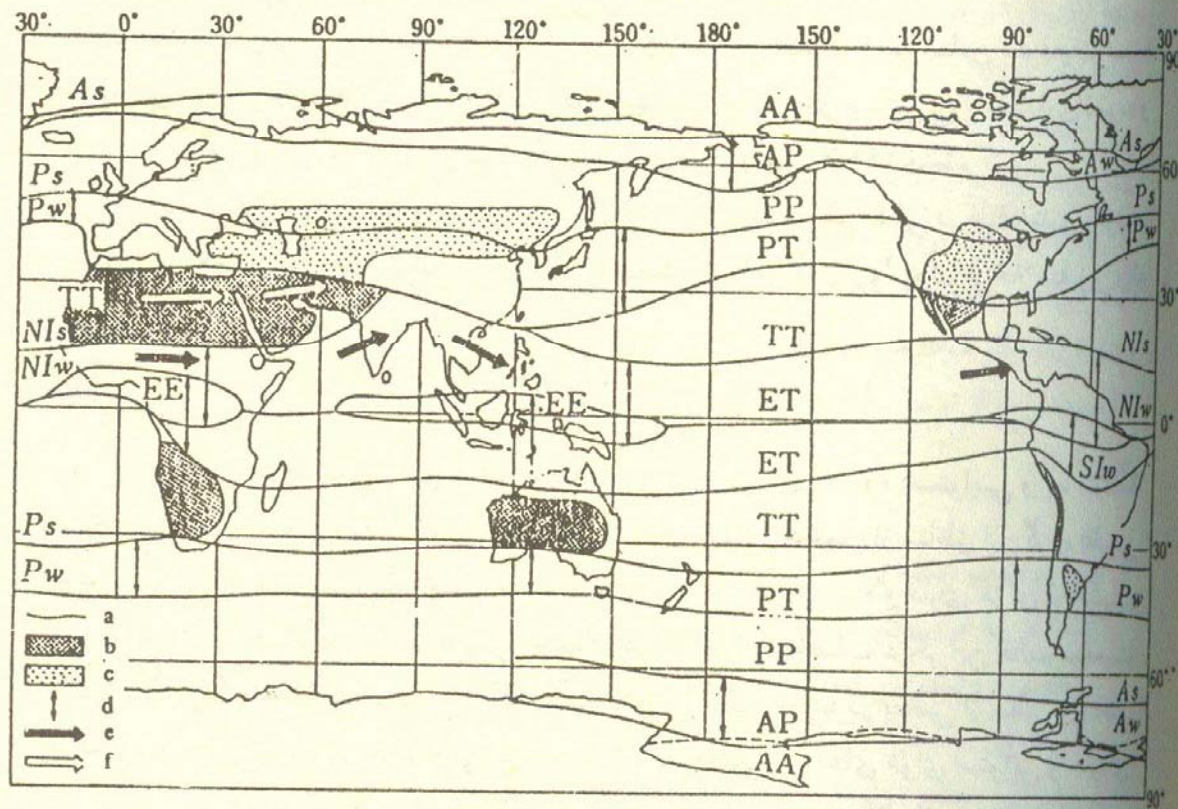 30° 0° 30° 60° 90° 120° 150° 180° 150° 120° 90° 60° 30°
90°
As AA
AP As
Aw
60°
Ps PP Ps
Pw
PT Pw
TT 30°
NIs TT NIs
NIw
EE EE ET NIw
0°
ET SIw
Ps TT
Ps
30°
Pw PT Pw
a
b
PP
c 60°
As
d
AP Aw
e
AA
f
90°